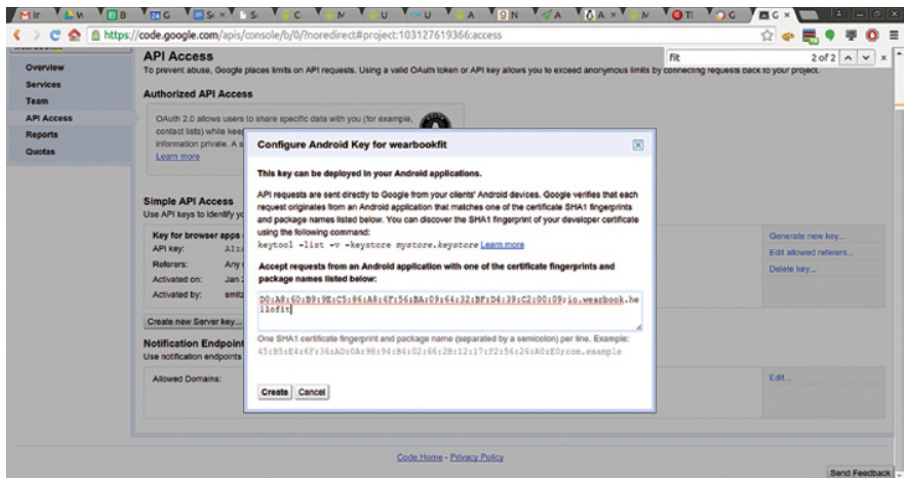 https://code.google.com/apis/console/b/0/?noredirect#project:103127619366:access
fit
2 of 2
Overview
Services
Team
API Access
Reports
Quotas
API Access
To prevent abuse, Google places limits on API requests. Using a valid OAuth token or API key allows you to exceed anonymous limits by connecting requests back to your project.
Authorized API Access
OAuth 2.0 allows users to share specific data with you (for example,
contact lists) while
information private. A
Learn more
Configure Android Key for wearbookfit
This key can be deployed in your Android applications.
API requests are sent directly to Google from your clients' Android devices. Google verifies that each
request originates from an Android application that matches one of the certificate SHA1 fingerprints
and package names listed below. You can discover the SHA1 fingerprint of your developer certificate
using the following command:
keytool -list -v -keystore mystore.keystore Learn more
Accept requests from an Android application with one of the certificate fingerprints and
package names listed below:
D0:A8:6D:B9:9E:C5:86:A8:4F:56:BA:09:64:32:BF:D4:39:C2:00:09;io.wearbook.he
llofit
One SHA1 certificate fingerprint and package name (separated by a semicolon) per line. Example:
45:B5:E4:6F:36:AD:0A:98:94:B4:02:66:2B:12:17:F2:56:26:A0:E0;com.example
Create Cancel
Simple API Access
Use API keys to identify
Key for browser apps
API key:
Referers: Any
Activated on: Jan 2
Activated by:
Generate new key...
Edit allowed referers...
Delete key...
Create new Server key...
Notification Endpoint
Use notification endpoints
Allowed Domains:
Edit...
Code Home - Privacy Policy
Send Feedback